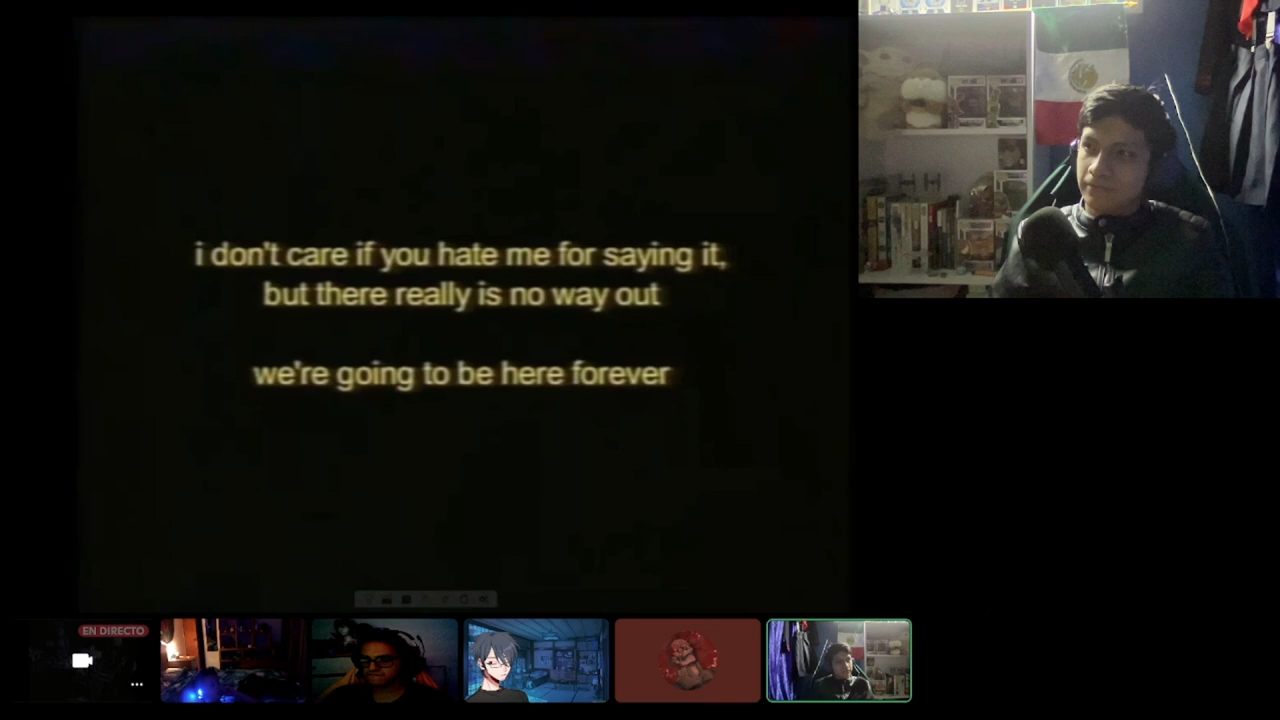 i don't care if you hate me for saying it,
but there really is no way out
we're going to be here forever
EN DIRECTO